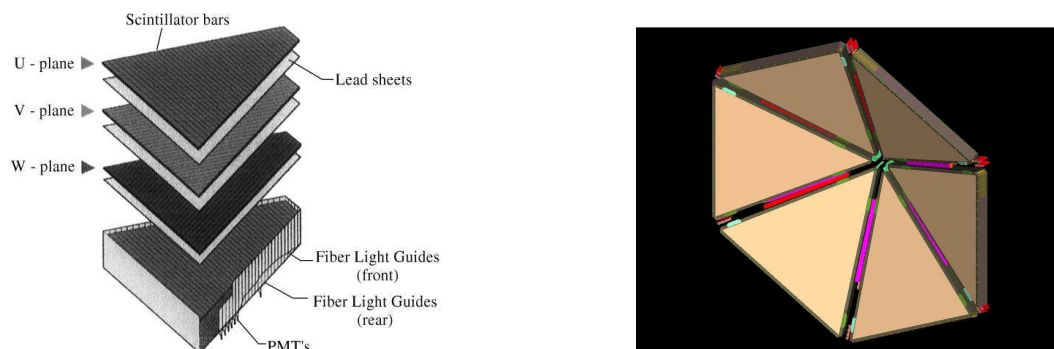 Scintillator bars
U - plane
Lead sheets
V - plane
W - plane
Fiber Light Guides
(front)
Fiber Light Guides
(rear)
PMT's